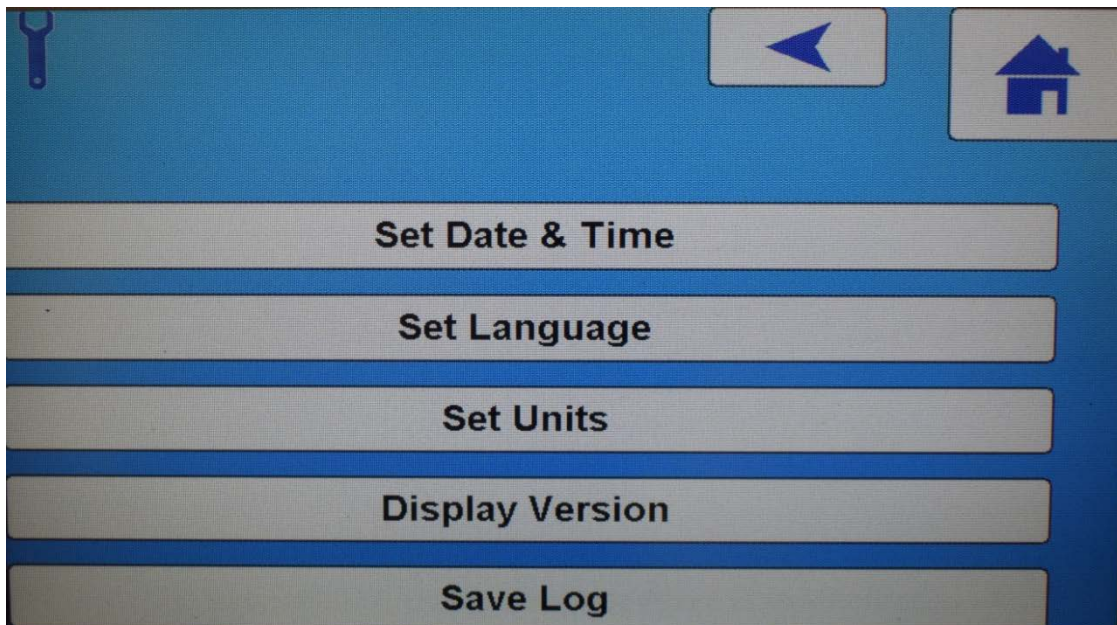 Set Date & Time
Set Language
Set Units
Display Version
Save Log